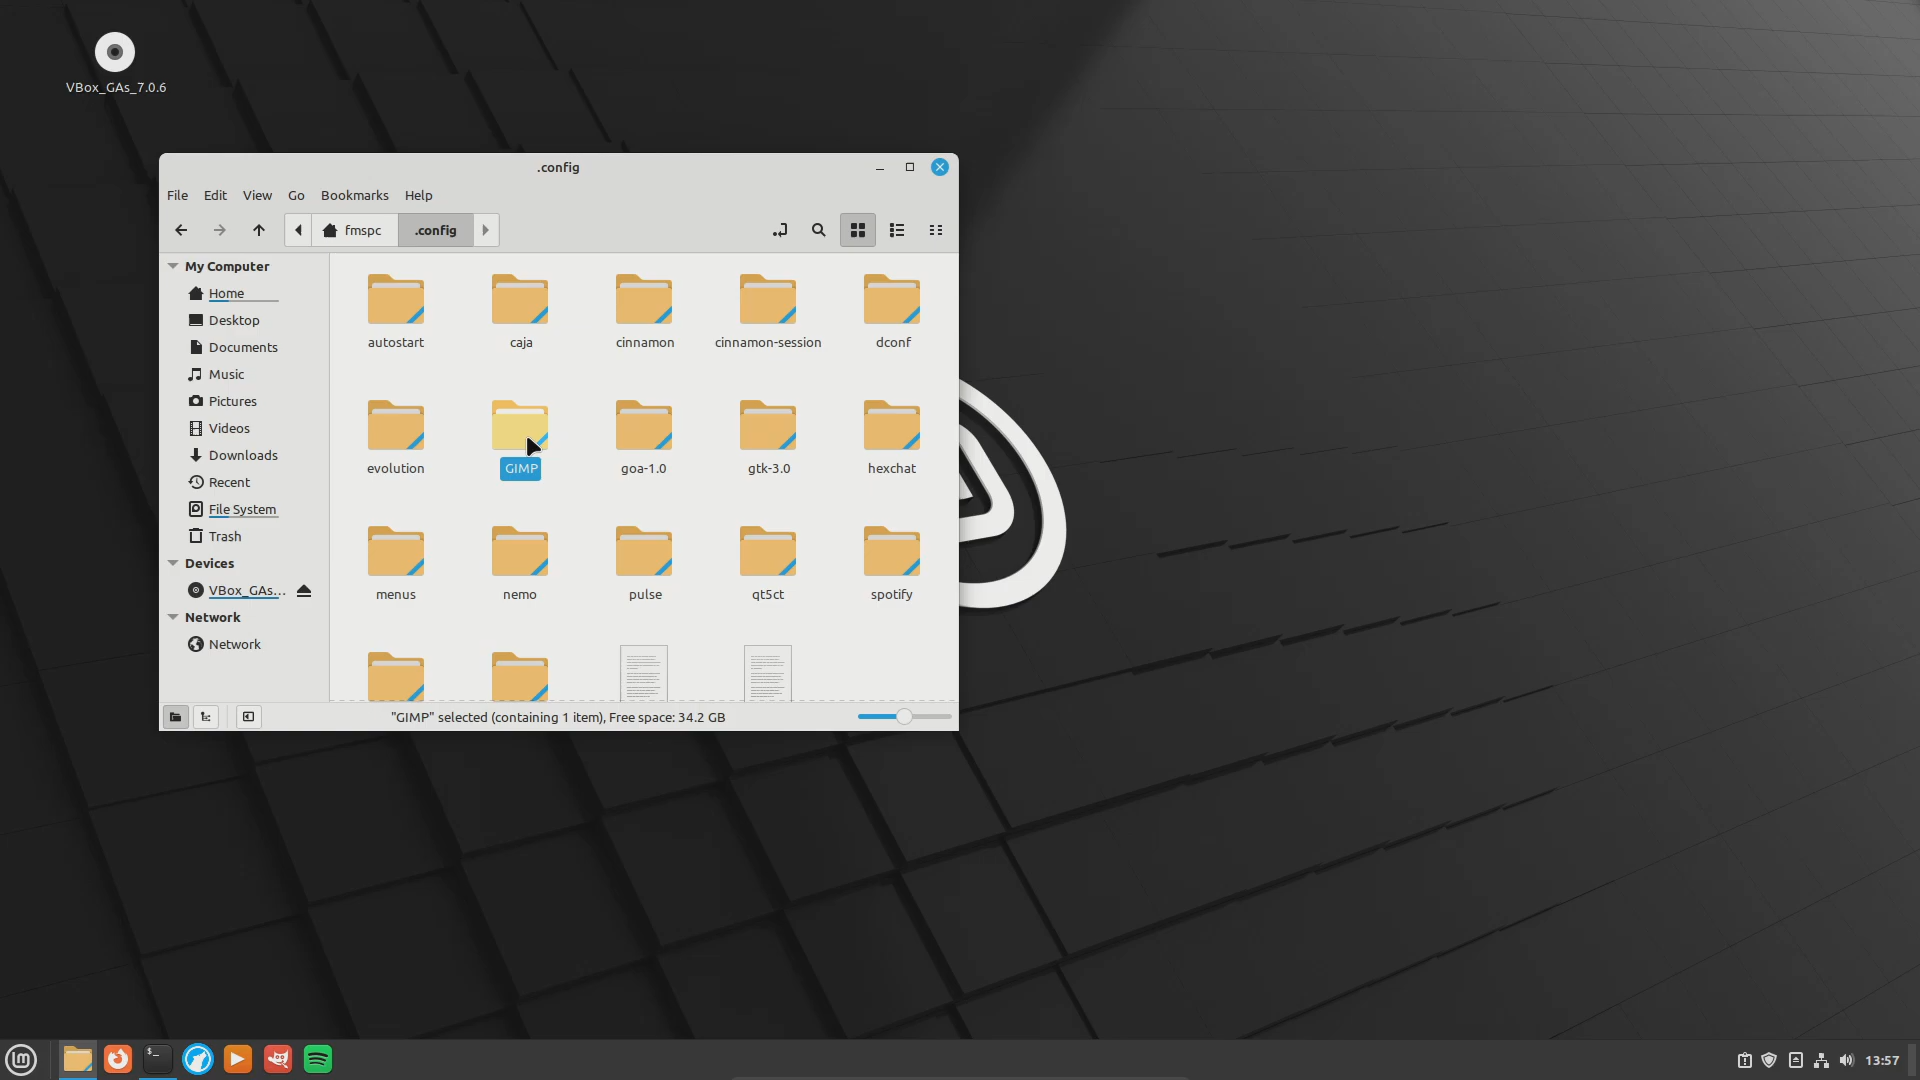 VBox_GAs_7.0.6
.config
File Edit View Go Bookmarks Help
fmspc .config
My Computer
Home
Desktop
Documents
Music
Pictures
Videos
Downloads
Recent
File System
Trash
Devices
VBox_GAs...
Network
Network
autostart caja cinnamon cinnamon-session dconf
evolution GIMP goa-1.0 gtk-3.0 hexchat
menus nemo pulse qt5ct spotify
"GIMP" selected (containing 1 item), Free space: 34.2 GB
13:57